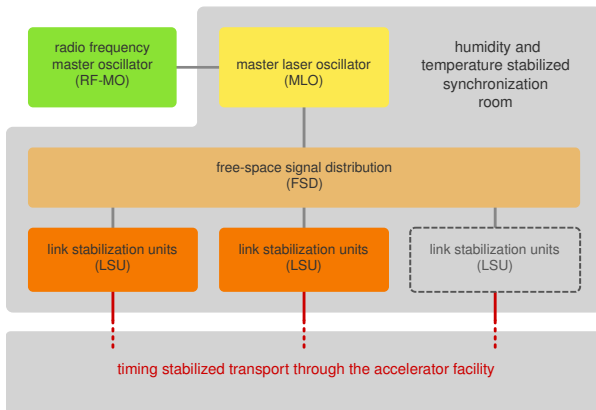 radio frequency
master oscillator
(RF-MO)
master laser oscillator
(MLO)
humidity and
temperature stabilized
synchronization
room
free-space signal distribution
(FSD)
link stabilization units
(LSU)
link stabilization units
(LSU)
link stabilization units
(LSU)
timing stabilized transport through the accelerator facility